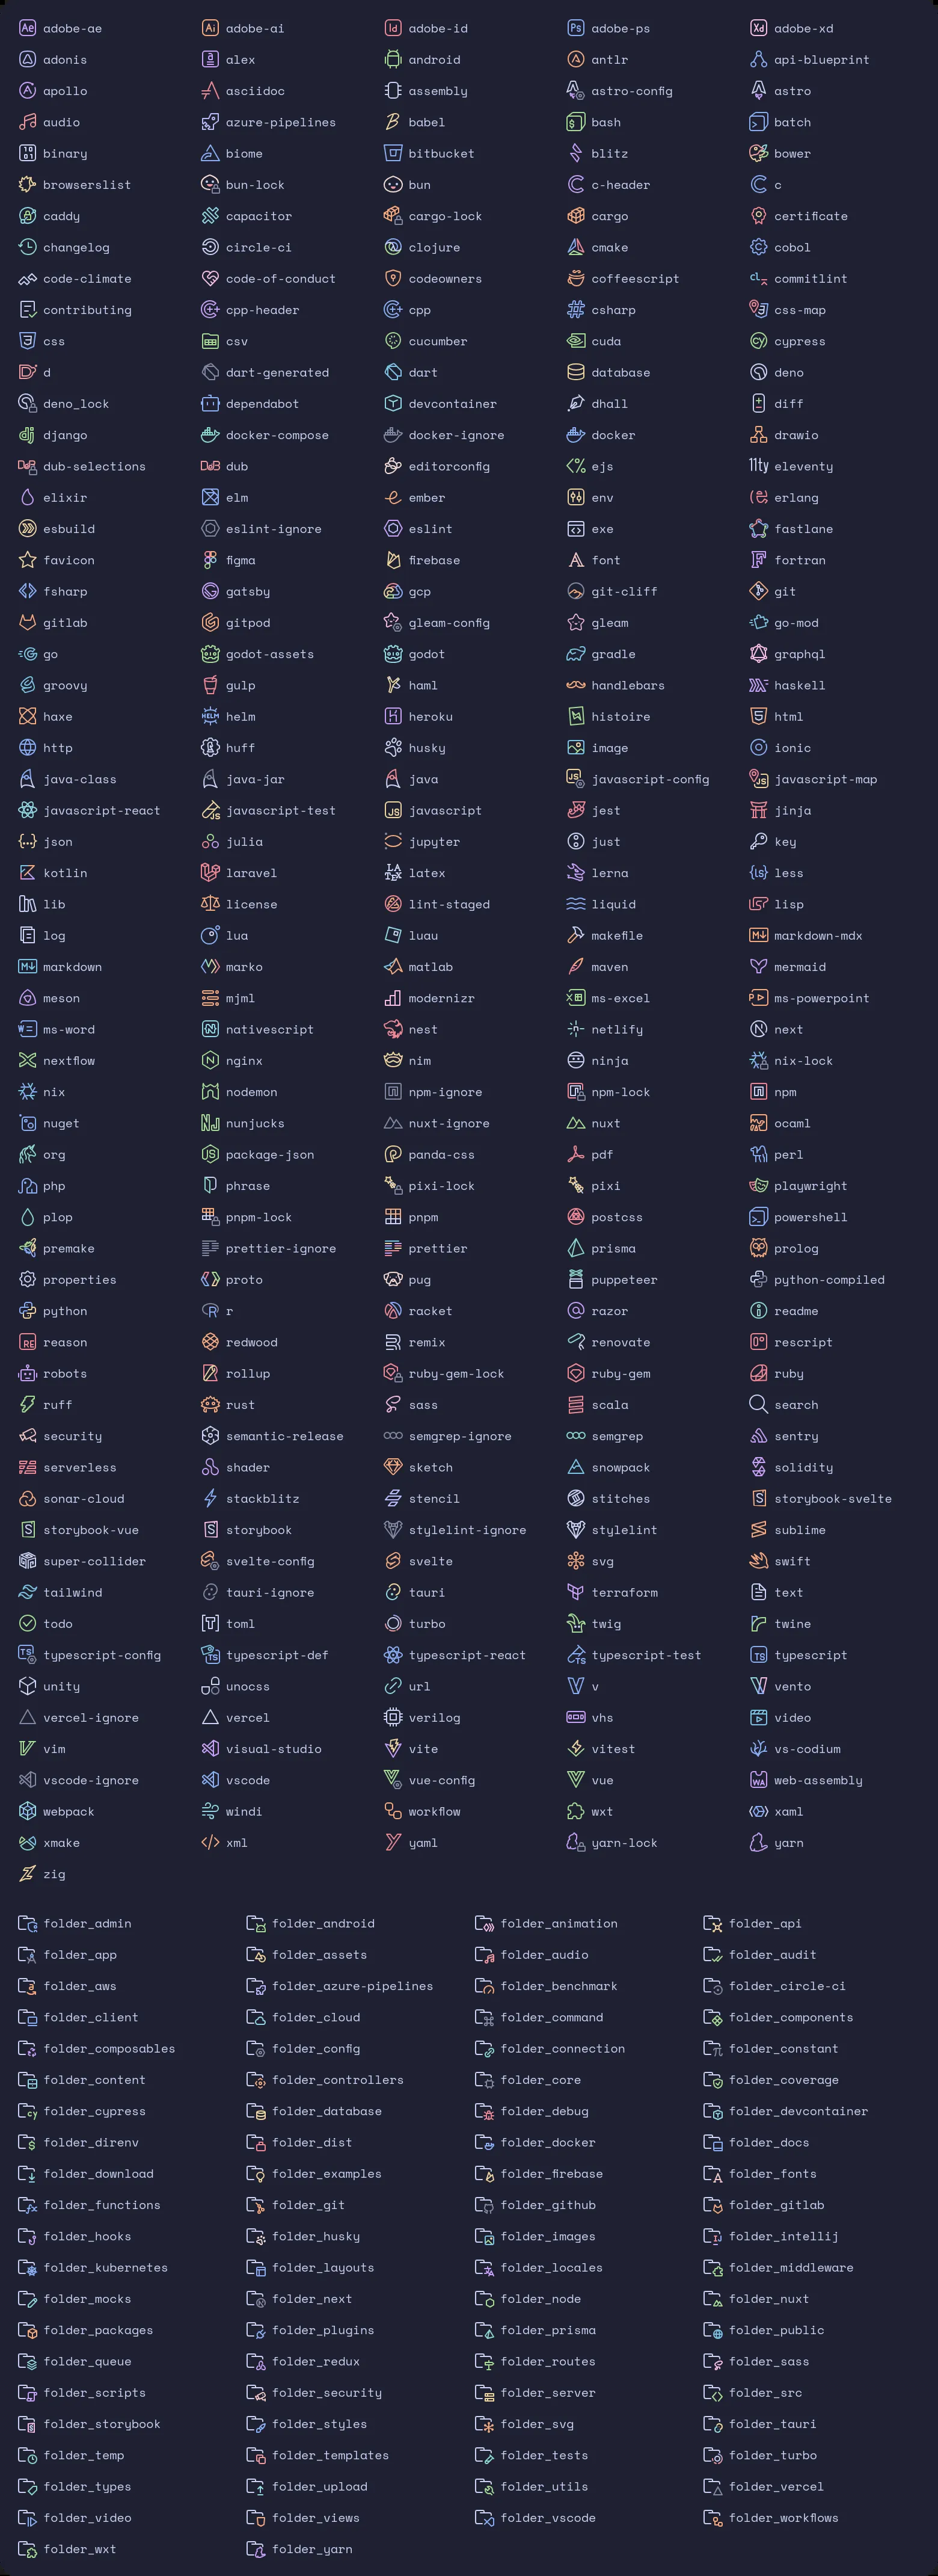 adobe-ae adobe-ai adobe-id adobe-ps adobe-xd
adonis alex android antlr api-blueprint
apollo asciidoc assembly astro-config astro
audio azure-pipelines babel bash batch
binary biome bitbucket blitz bower
browserslist bun-lock bun c-header c
caddy capacitor cargo-lock cargo certificate
changelog circle-ci clojure cmake cobol
code-climate code-of-conduct codeowners coffeescript commitlint
contributing cpp-header cpp csharp css-map
css csv cucumber cuda cypress
d dart-generated dart database deno
deno_lock dependabot devcontainer dhall diff
django docker-compose docker-ignore docker drawio
dub-selections dub editorconfig ejs eleventy
elixir elm ember env erlang
esbuild eslint-ignore eslint exe fastlane
favicon figma firebase font fortran
fsharp gatsby gcp git-cliff git
gitlab gitpod gleam-config gleam go-mod
go godot-assets godot gradle graphql
groovy gulp haml handlebars haskell
haxe helm heroku histoire html
http huff husky image ionic
java-class java-jar java javascript-config javascript-map
javascript-react javascript-test javascript jest jinja
json julia jupyter just key
kotlin laravel latex lerna less
lib license lint-staged liquid lisp
log lua luau makefile markdown-mdx
markdown marko matlab maven mermaid
meson mjml modernizr ms-excel ms-powerpoint
ms-word nativescript nest netlify next
nextflow nginx nim ninja nix-lock
nix nodemon npm-ignore npm-lock npm
nuget nunjucks nuxt-ignore nuxt ocaml
org package-json panda-css pdf perl
php phrase pixi-lock pixi playwright
plop pnpm-lock pnpm postcss powershell
premake prettier-ignore prettier prisma prolog
properties proto pug puppeteer python-compiled
python r racket razor readme
reason redwood remix renovate rescript
robots rollup ruby-gem-lock ruby-gem ruby
ruff rust sass scala search
security semantic-release semgrep-ignore semgrep sentry
serverless shader sketch snowpack solidity
sonar-cloud stackblitz stencil stitches storybook-svelte
storybook-vue storybook stylelint-ignore stylelint sublime
super-collider svelte-config svelte svg swift
tailwind tauri-ignore tauri terraform text
todo toml turbo twig twine
typescript-config typescript-def typescript-react typescript-test typescript
unity unocss url v vento
vercel-ignore vercel verilog vhs video
vim visual-studio vite vitest vs-codium
vscode-ignore vscode vue-config vue web-assembly
webpack windi workflow wxt xaml
xmake xml yaml yarn-lock yarn
zig
folder_admin folder_android folder_animation folder_api
folder_app folder_assets folder_audio folder_audit
folder_aws folder_azure-pipelines folder_benchmark folder_circle-ci
folder_client folder_cloud folder_command folder_components
folder_composables folder_config folder_connection folder_constant
folder_content folder_controllers folder_core folder_coverage
folder_cypress folder_database folder_debug folder_devcontainer
folder_direnv folder_dist folder_docker folder_docs
folder_download folder_examples folder_firebase folder_fonts
folder_functions folder_git folder_github folder_gitlab
folder_hooks folder_husky folder_images folder_intellij
folder_kubernetes folder_layouts folder_locales folder_middleware
folder_mocks folder_next folder_node folder_nuxt
folder_packages folder_plugins folder_prisma folder_public
folder_queue folder_redux folder_routes folder_sass
folder_scripts folder_security folder_server folder_src
folder_storybook folder_styles folder_svg folder_tauri
folder_temp folder_templates folder_tests folder_turbo
folder_types folder_upload folder_utils folder_vercel
folder_video folder_views folder_vscode folder_workflows
folder_wxt folder_yarn